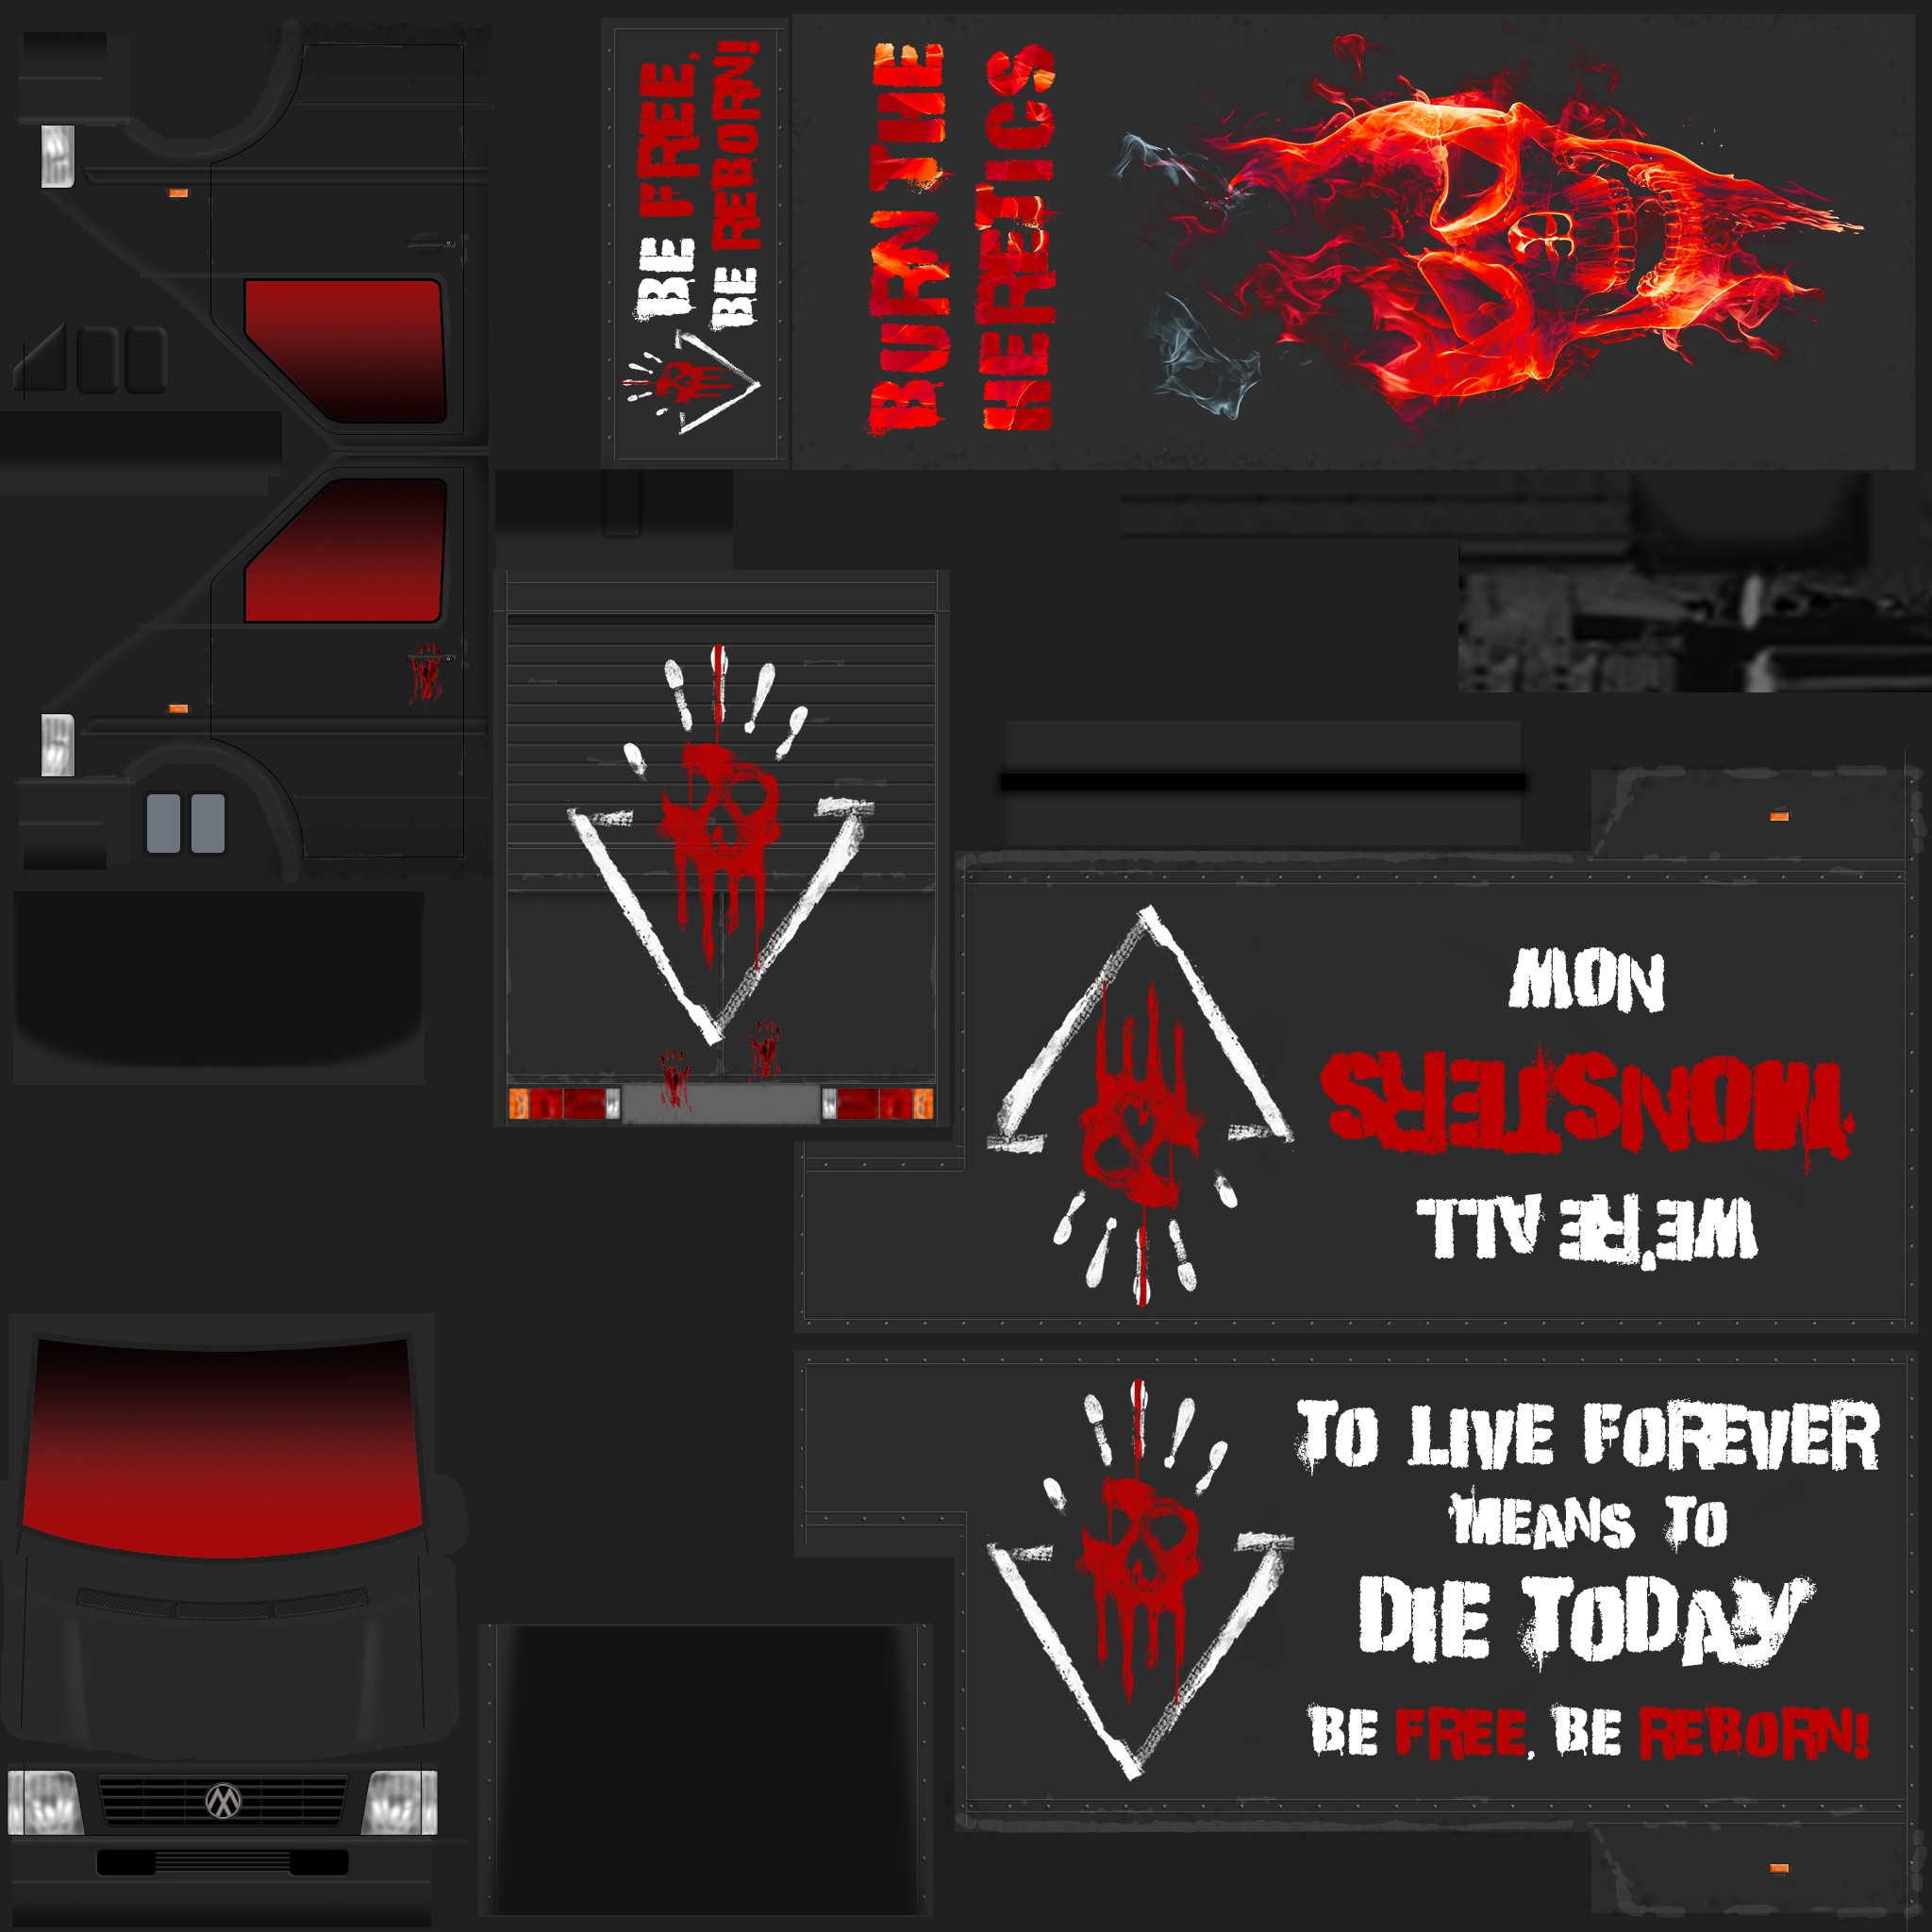 BE FREE,
BE REBORN!
BURN THE
HERETICS
WE'RE ALL
MONSTERS
NOW
TO LIVE FOREVER
MEANS TO
DIE TODAY
BE FREE, BE REBORN!